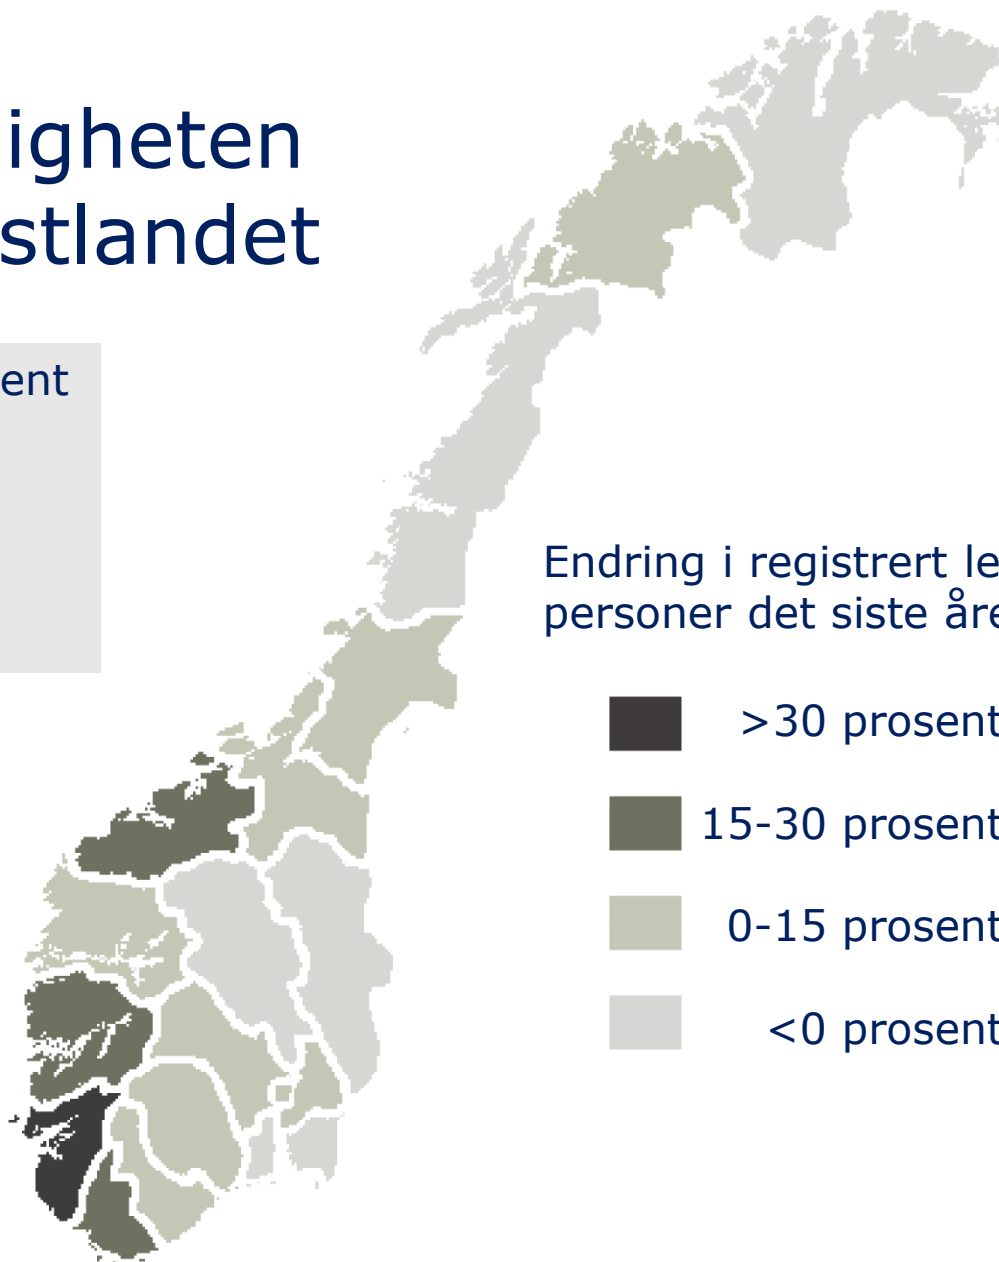 igheten
stlandet
ent
Endring i registrert le
personer det siste åre
>30 prosent
15-30 prosent
0-15 prosent
<0 prosent